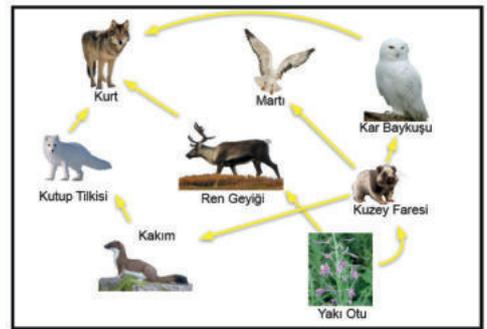 Kurt
Martı
Kar Baykuşu
Kutup Tilkisi
Ren Geyiği
Kuzey Faresi
Kakım
Yakı Otu